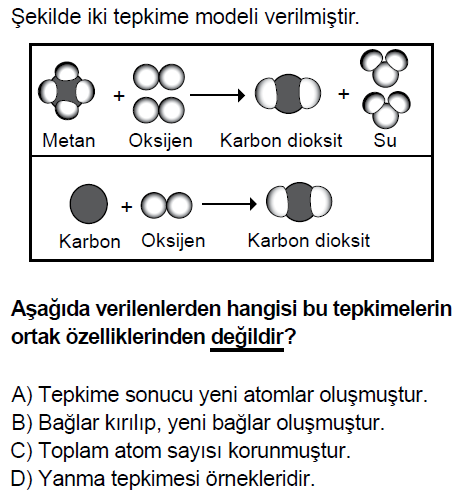 Şekilde iki tepkime modeli verilmiştir.
+ +
Metan Oksijen Karbon dioksit Su
+
Karbon Oksijen Karbon dioksit
Aşağıda verilenlerden hangisi bu tepkimelerin
ortak özelliklerinden değildir?
A) Tepkime sonucu yeni atomlar oluşmuştur.
B) Bağlar kırılıp, yeni bağlar oluşmuştur.
C) Toplam atom sayısı korunmuştur.
D) Yanma tepkimesi örnekleridir.